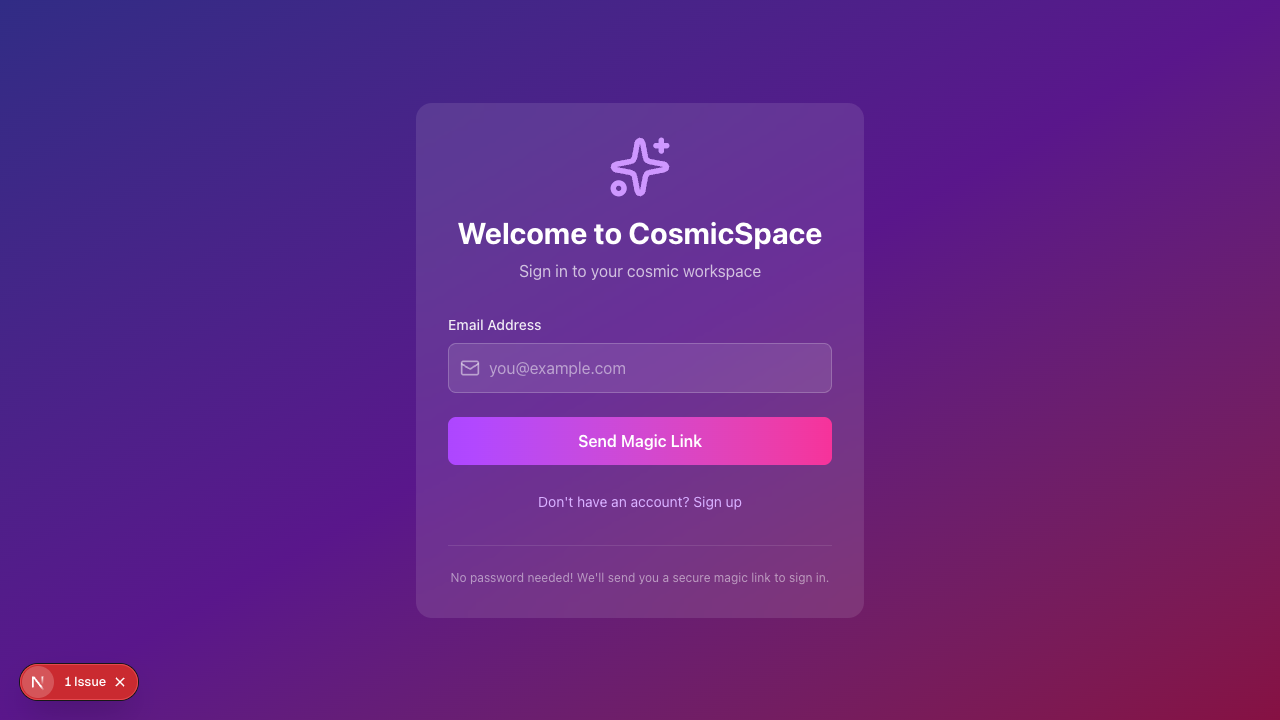 Welcome to CosmicSpace
Sign in to your cosmic workspace
Email Address
you@example.com
Send Magic Link
Don't have an account? Sign up
No password needed! We'll send you a secure magic link to sign in.
N 1 Issue